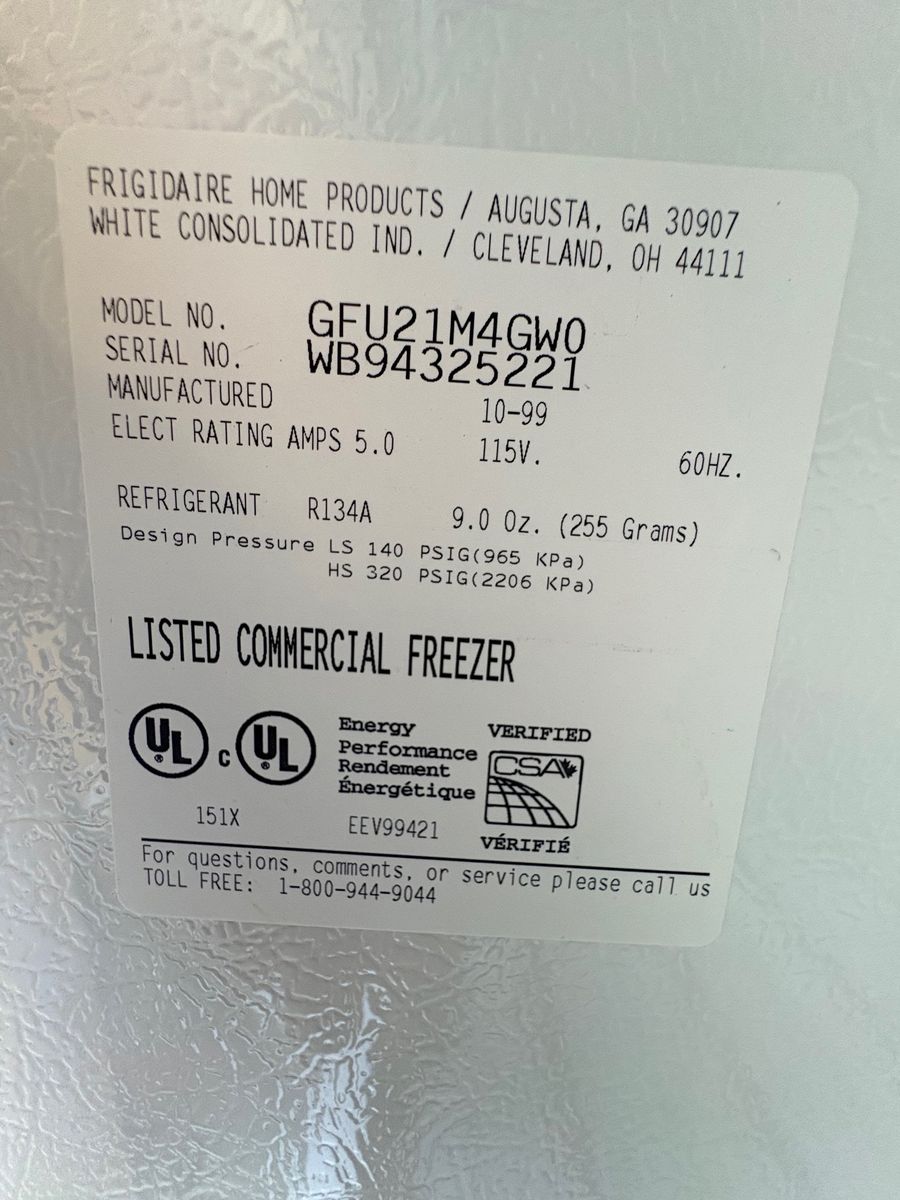 FRIGIDAIRE HOME PRODUCTS / AUGUSTA, GA 30907
WHITE CONSOLIDATED IND. / CLEVELAND, OH 44111
MODEL NO. GFU21M4GW0
SERIAL NO. WB94325221
MANUFACTURED 10-99
ELECT RATING AMPS 5.0 115V. 60HZ.
REFRIGERANT R134A 9.0 Oz. (255 Grams)
Design Pressure LS 140 PSIG(965 KPa)
HS 320 PSIG(2206 KPa)
LISTED COMMERCIAL FREEZER
UL® c UL®
151X
Energy
Performance
Rendement
Énergétique
EEV99421
VERIFIED
CSA
VÉRIFIÉ
For questions, comments, or service please call us
TOLL FREE: 1-800-944-9044